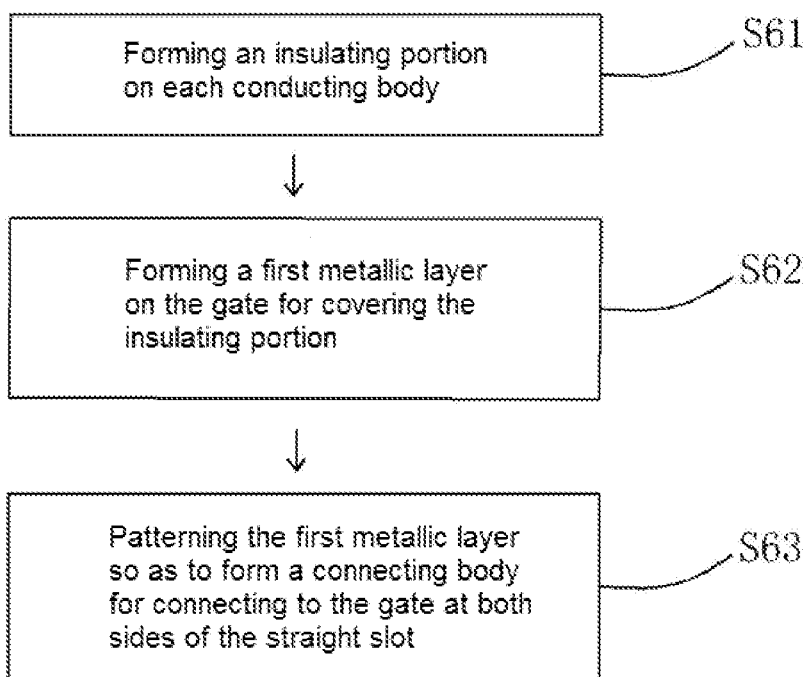 Forming an insulating portion
on each conducting body
S61
Forming a first metallic layer
on the gate for covering the
insulating portion
S62
Patterning the first metallic layer
so as to form a connecting body
for connecting to the gate at both
sides of the straight slot
S63